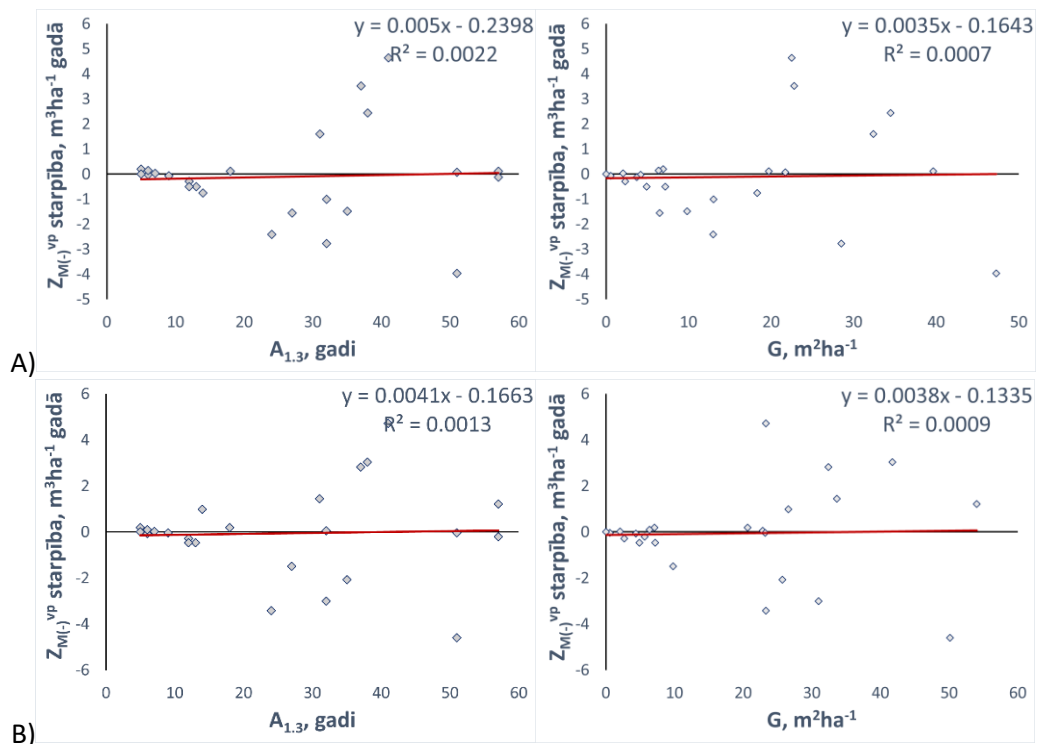 y = 0.005x - 0.2398
R² = 0.0022
Z_M(-)^vp starpība, m³ha⁻¹ gadā
6
5
4
3
2
1
0
-1
-2
-3
-4
-5
0 10 20 30 40 50 60
A₁.₃, gadi
y = 0.0035x - 0.1643
R² = 0.0007
Z_M(-)^vp starpība, m³ha⁻¹ gadā
6
5
4
3
2
1
0
-1
-2
-3
-4
-5
0 10 20 30 40 50
G, m²ha⁻¹
A)
y = 0.0041x - 0.1663
R² = 0.0013
Z_M(-)^vp starpība, m³ha⁻¹ gadā
6
4
2
0
-2
-4
-6
0 10 20 30 40 50 60
A₁.₃, gadi
y = 0.0038x - 0.1335
R² = 0.0009
Z_M(-)^vp starpība, m³ha⁻¹ gadā
6
4
2
0
-2
-4
-6
0 10 20 30 40 50 60
G, m²ha⁻¹
B)